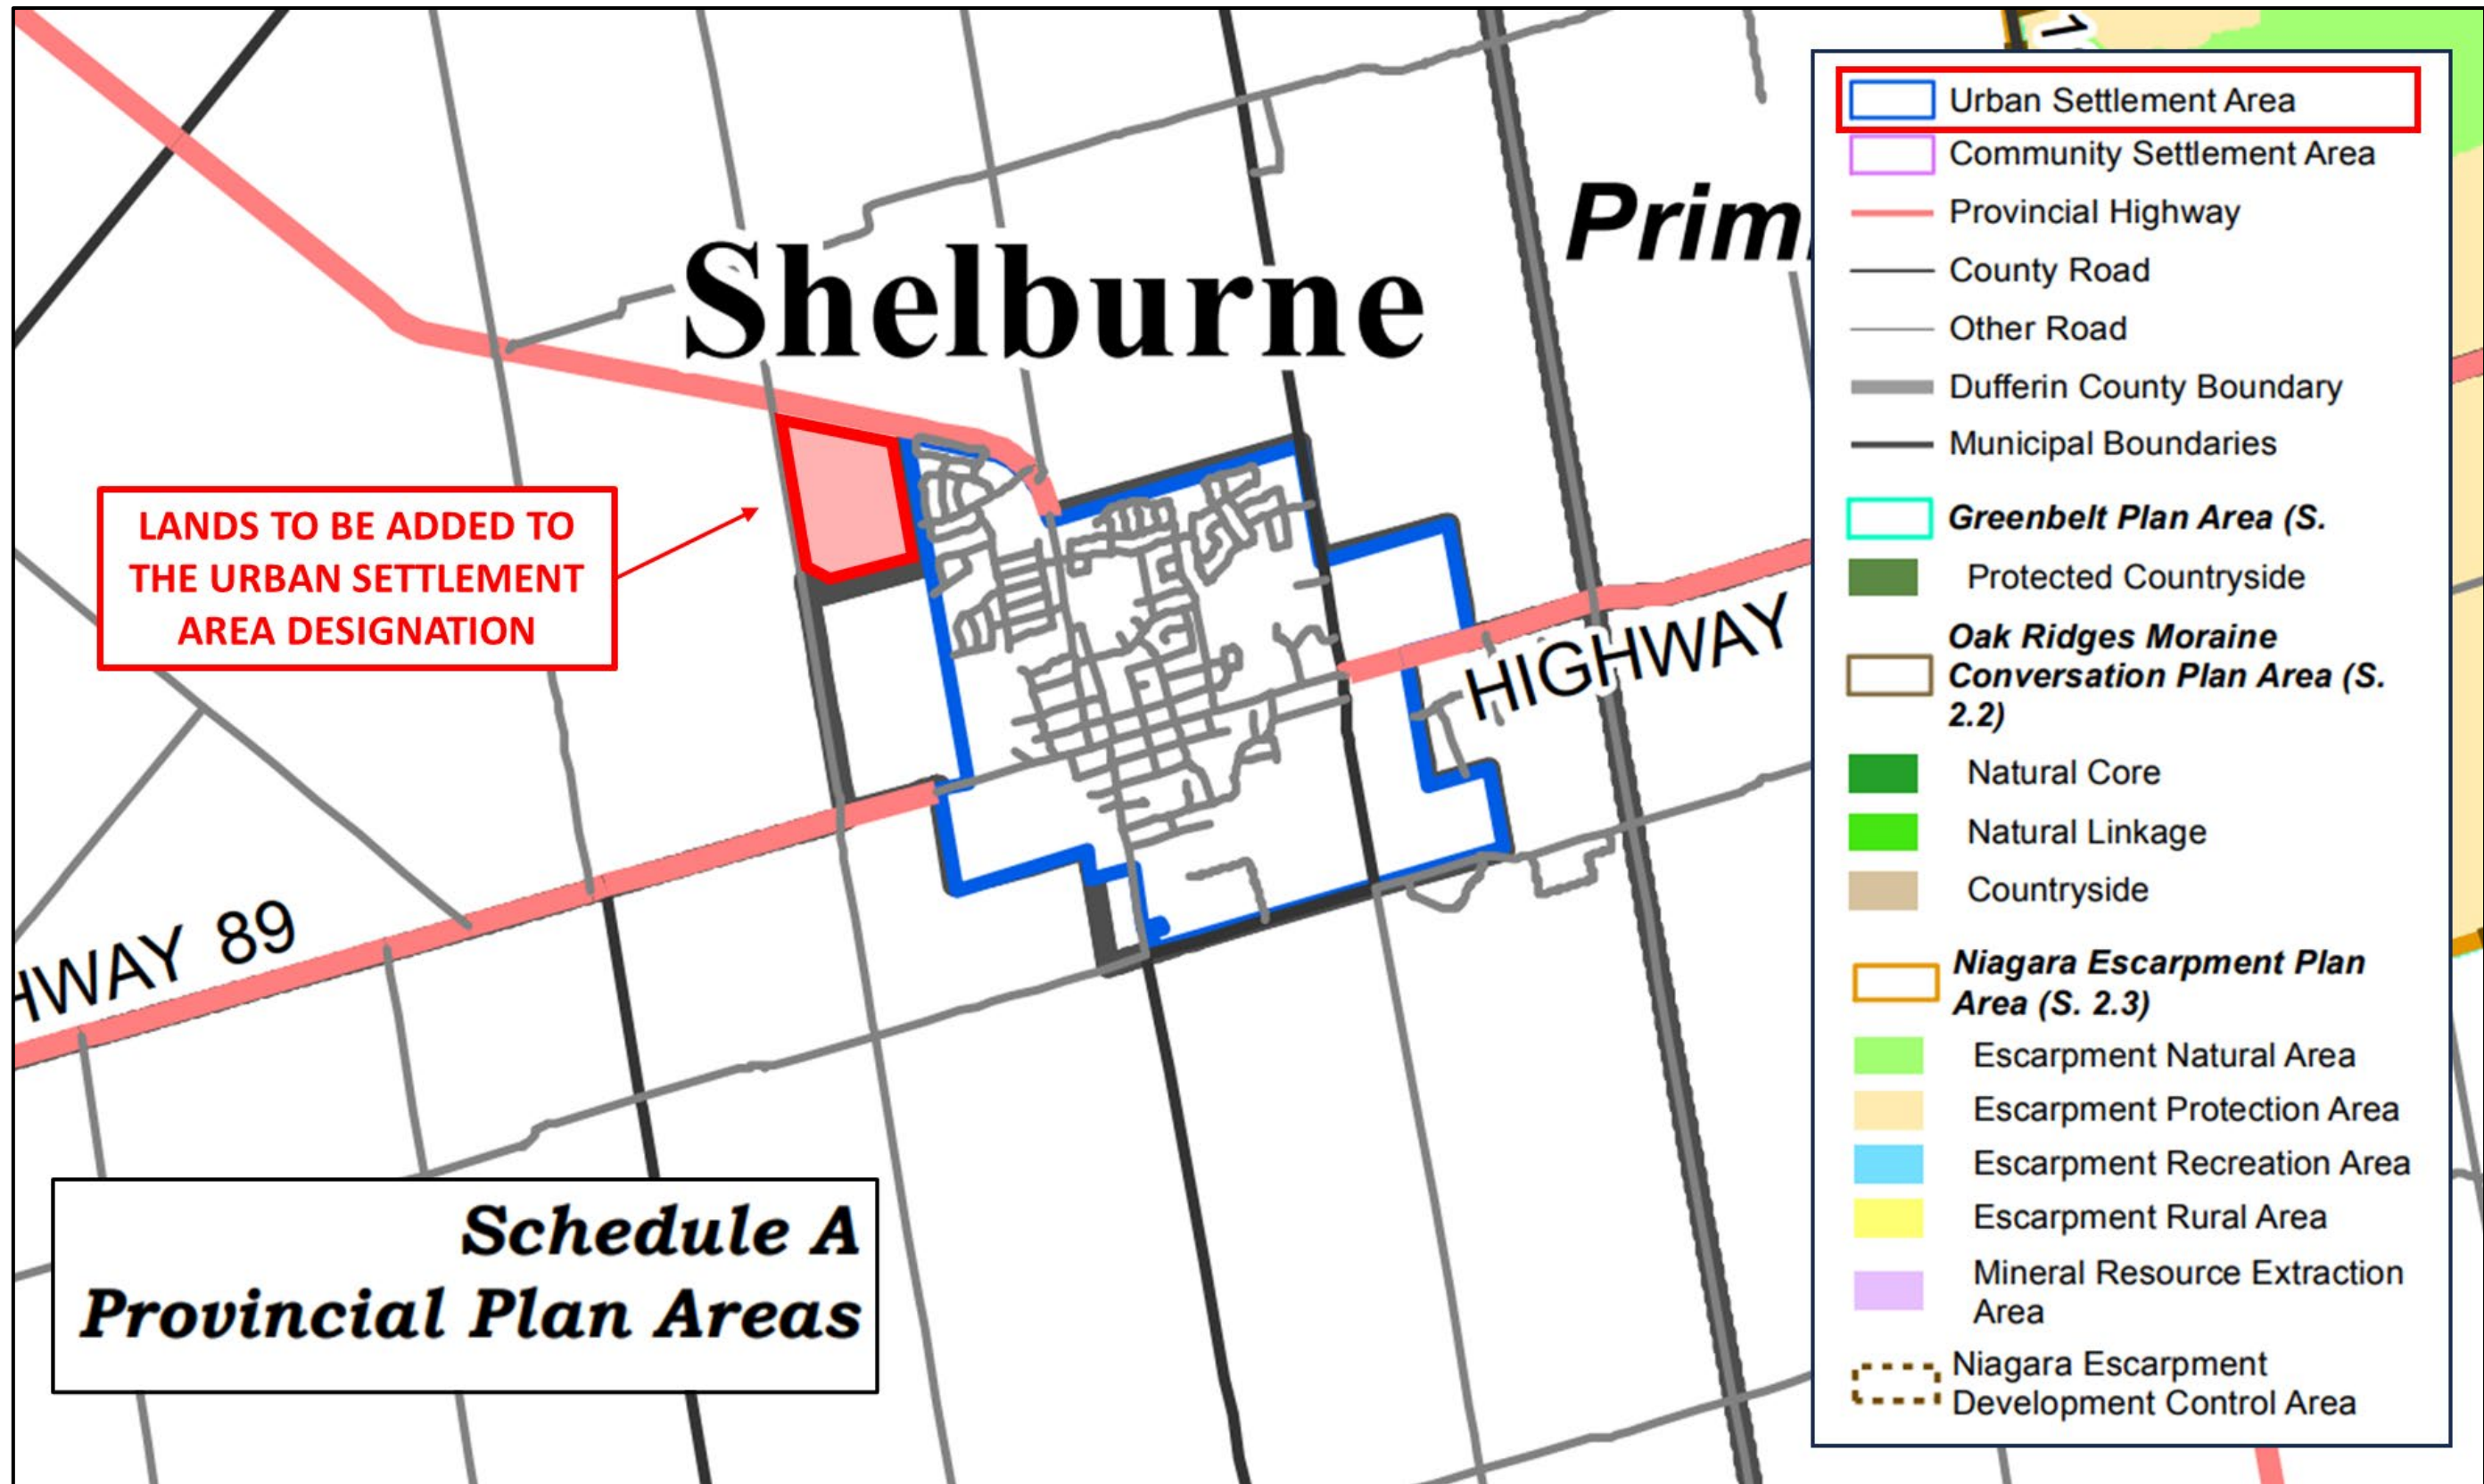 Shelburne
Prim
HIGHWAY
HWAY 89
LANDS TO BE ADDED TO
THE URBAN SETTLEMENT
AREA DESIGNATION
Schedule A
Provincial Plan Areas
Urban Settlement Area
Community Settlement Area
Provincial Highway
County Road
Other Road
Dufferin County Boundary
Municipal Boundaries
Greenbelt Plan Area (S.
Protected Countryside
Oak Ridges Moraine
Conversation Plan Area (S.
2.2)
Natural Core
Natural Linkage
Countryside
Niagara Escarpment Plan
Area (S. 2.3)
Escarpment Natural Area
Escarpment Protection Area
Escarpment Recreation Area
Escarpment Rural Area
Mineral Resource Extraction
Area
Niagara Escarpment
Development Control Area